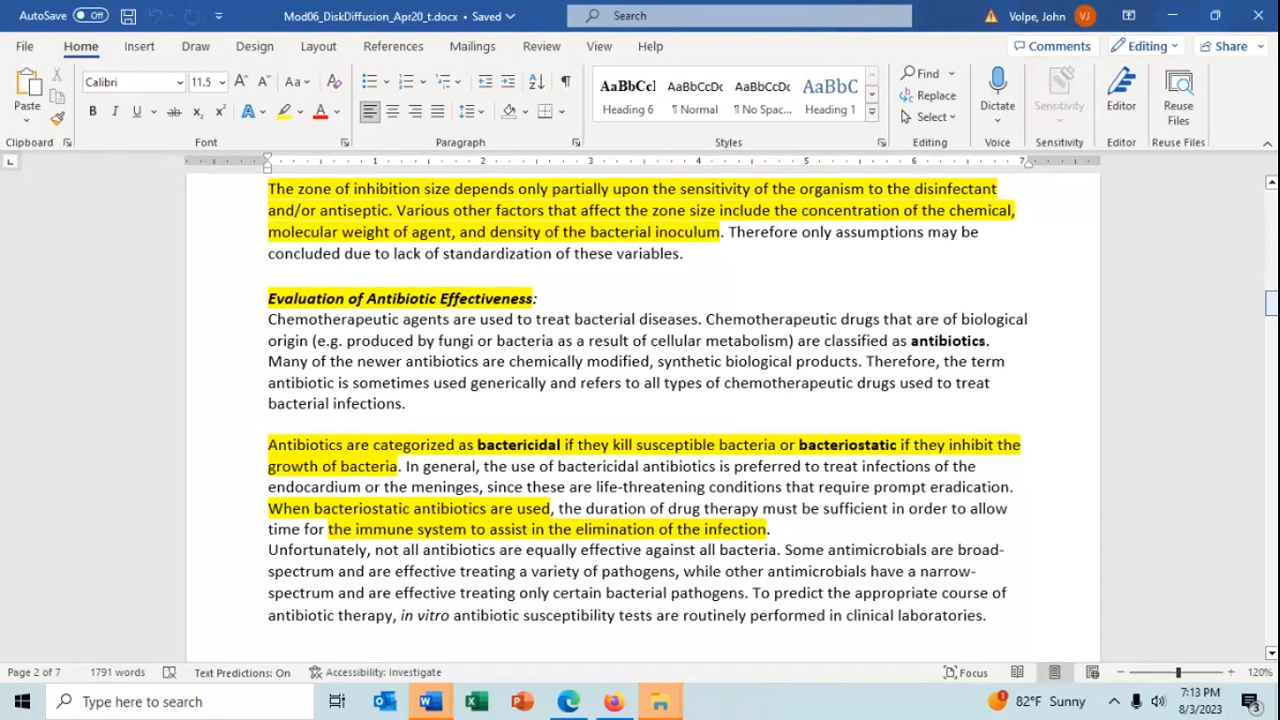 AutoSave Off Mod06_DiskDiffusion_Apr20_t.docx • Saved Search Volpe, John VJ
File Home Insert Draw Design Layout References Mailings Review View Help Comments Editing Share
Paste Calibri 11.5 A A Aa A AaBbCc AaBbCcDc AaBbCcDc AaBbC Find Dictate Sensitivity Editor Reuse Files
B I U ab x2 x2 A A Heading 6 ¶ Normal ¶ No Spac... Heading 1 Replace
Select
Clipboard Font Paragraph Styles Editing Voice Sensitivity Editor Reuse Files
1 2 3 4 5 6 7
The zone of inhibition size depends only partially upon the sensitivity of the organism to the disinfectant
and/or antiseptic. Various other factors that affect the zone size include the concentration of the chemical,
molecular weight of agent, and density of the bacterial inoculum. Therefore only assumptions may be
concluded due to lack of standardization of these variables.
Evaluation of Antibiotic Effectiveness:
Chemotherapeutic agents are used to treat bacterial diseases. Chemotherapeutic drugs that are of biological
origin (e.g. produced by fungi or bacteria as a result of cellular metabolism) are classified as antibiotics.
Many of the newer antibiotics are chemically modified, synthetic biological products. Therefore, the term
antibiotic is sometimes used generically and refers to all types of chemotherapeutic drugs used to treat
bacterial infections.
Antibiotics are categorized as bactericidal if they kill susceptible bacteria or bacteriostatic if they inhibit the
growth of bacteria. In general, the use of bactericidal antibiotics is preferred to treat infections of the
endocardium or the meninges, since these are life-threatening conditions that require prompt eradication.
When bacteriostatic antibiotics are used, the duration of drug therapy must be sufficient in order to allow
time for the immune system to assist in the elimination of the infection.
Unfortunately, not all antibiotics are equally effective against all bacteria. Some antimicrobials are broad-
spectrum and are effective treating a variety of pathogens, while other antimicrobials have a narrow-
spectrum and are effective treating only certain bacterial pathogens. To predict the appropriate course of
antibiotic therapy, in vitro antibiotic susceptibility tests are routinely performed in clinical laboratories.
Page 2 of 7 1791 words Text Predictions: On Accessibility: Investigate Focus 120%
Type here to search 82°F Sunny 7:13 PM
8/3/2023